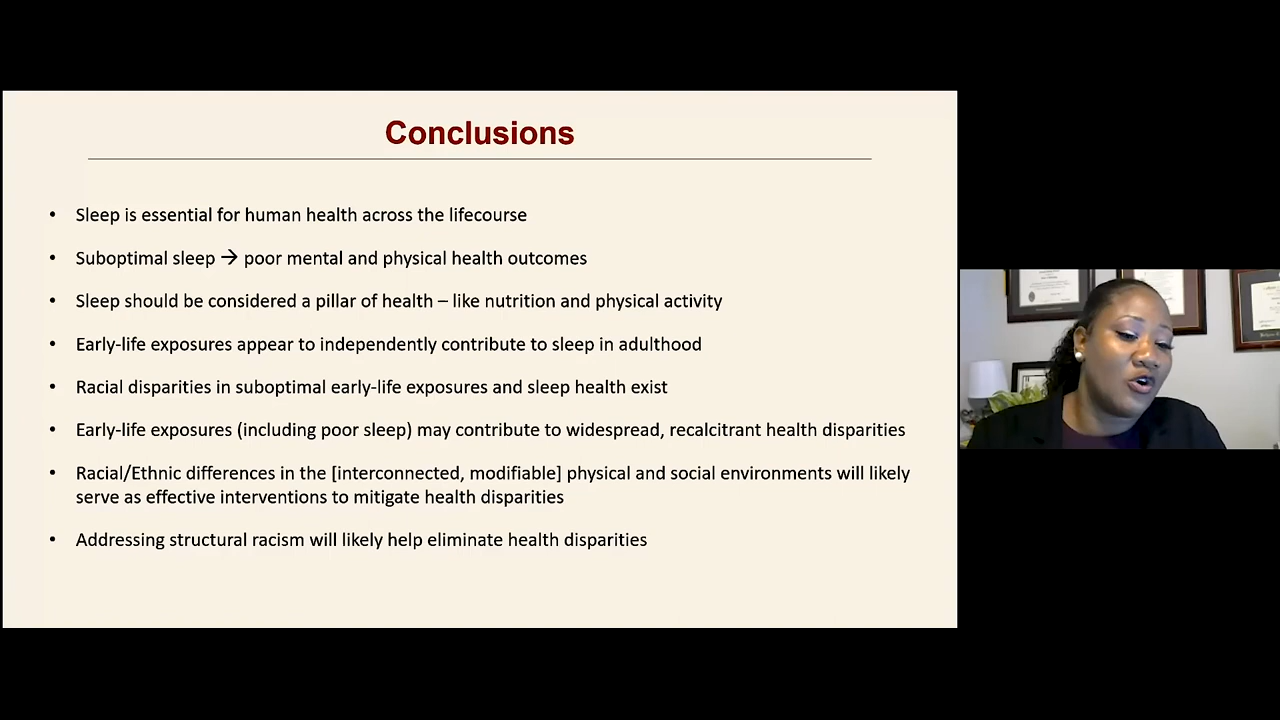 Conclusions
• Sleep is essential for human health across the lifecourse
• Suboptimal sleep → poor mental and physical health outcomes
• Sleep should be considered a pillar of health – like nutrition and physical activity
• Early-life exposures appear to independently contribute to sleep in adulthood
• Racial disparities in suboptimal early-life exposures and sleep health exist
• Early-life exposures (including poor sleep) may contribute to widespread, recalcitrant health disparities
• Racial/Ethnic differences in the [interconnected, modifiable] physical and social environments will likely
serve as effective interventions to mitigate health disparities
• Addressing structural racism will likely help eliminate health disparities